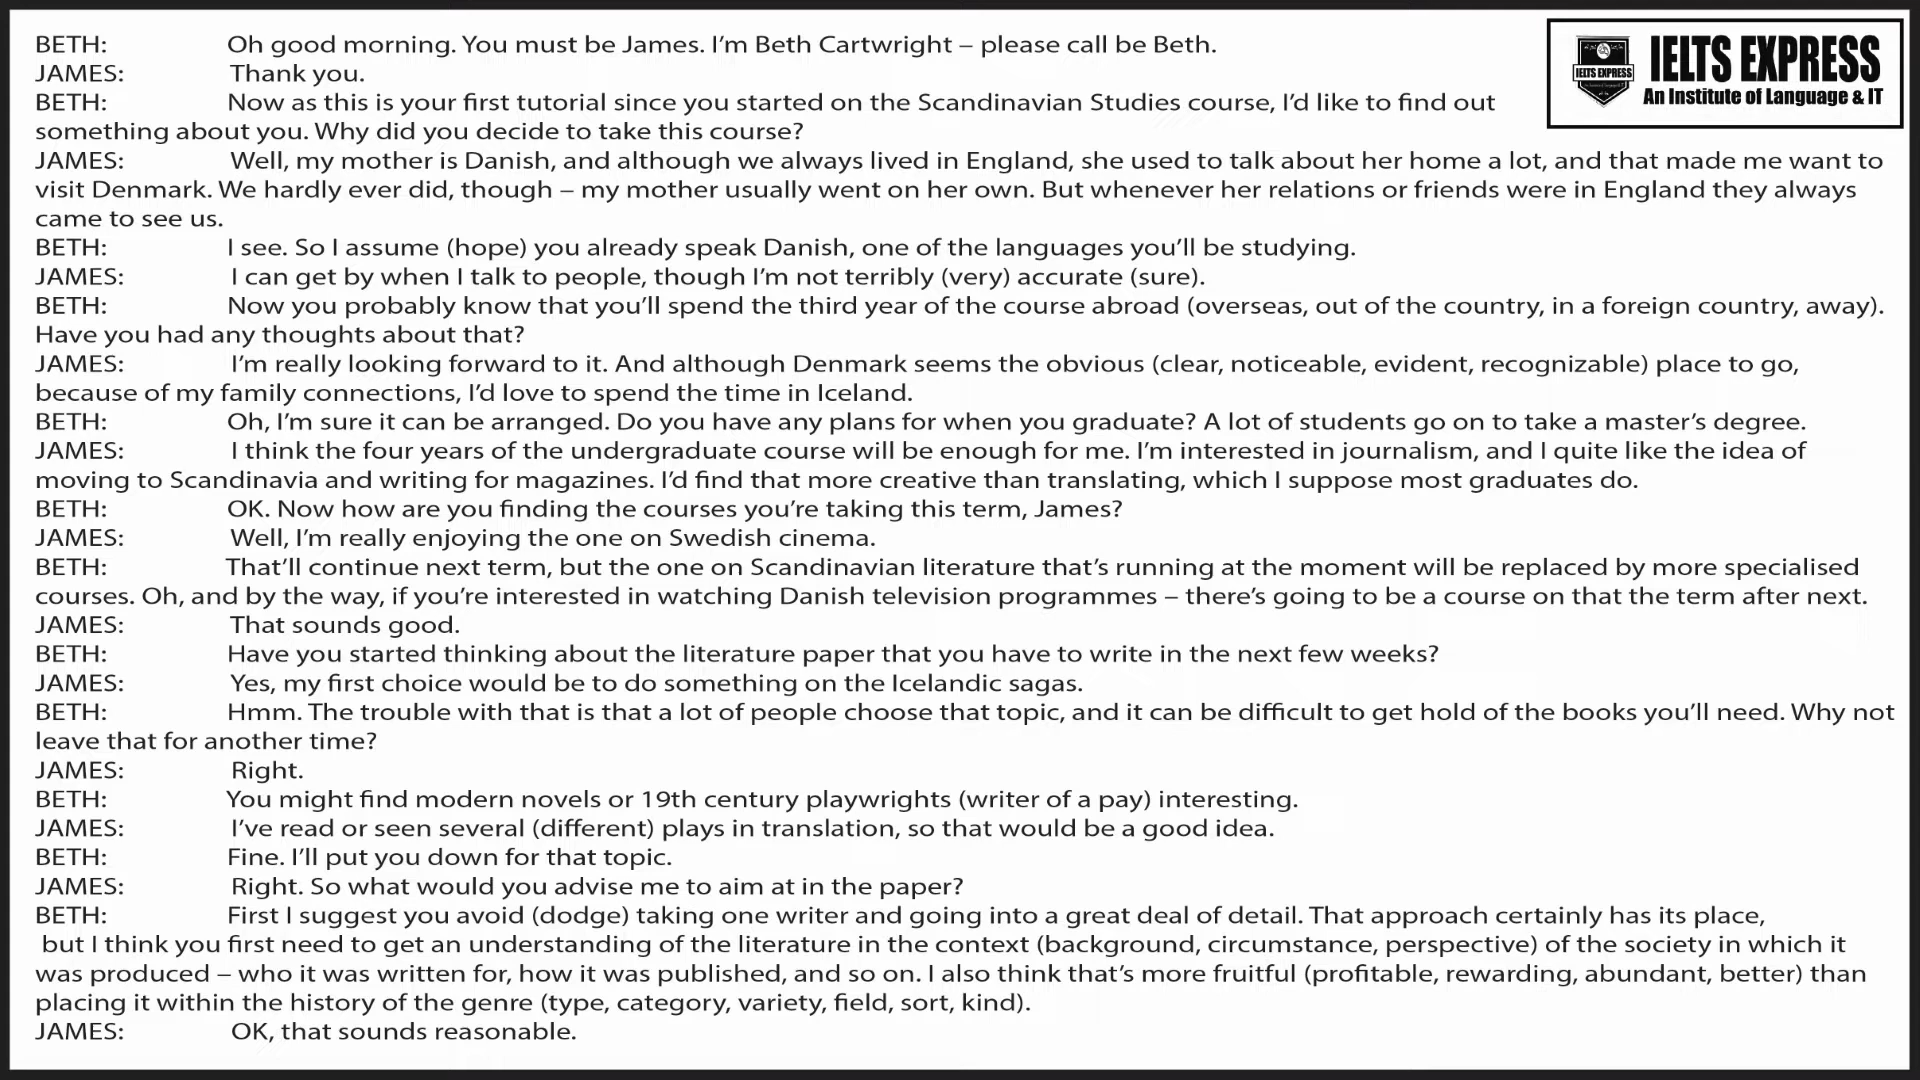 BETH: Oh good morning. You must be James. I'm Beth Cartwright – please call be Beth.
JAMES: Thank you.
BETH: Now as this is your first tutorial since you started on the Scandinavian Studies course, I'd like to find out
something about you. Why did you decide to take this course?
JAMES: Well, my mother is Danish, and although we always lived in England, she used to talk about her home a lot, and that made me want to
visit Denmark. We hardly ever did, though – my mother usually went on her own. But whenever her relations or friends were in England they always
came to see us.
BETH: I see. So I assume (hope) you already speak Danish, one of the languages you'll be studying.
JAMES: I can get by when I talk to people, though I'm not terribly (very) accurate (sure).
BETH: Now you probably know that you'll spend the third year of the course abroad (overseas, out of the country, in a foreign country, away).
Have you had any thoughts about that?
JAMES: I'm really looking forward to it. And although Denmark seems the obvious (clear, noticeable, evident, recognizable) place to go,
because of my family connections, I'd love to spend the time in Iceland.
BETH: Oh, I'm sure it can be arranged. Do you have any plans for when you graduate? A lot of students go on to take a master's degree.
JAMES: I think the four years of the undergraduate course will be enough for me. I'm interested in journalism, and I quite like the idea of
moving to Scandinavia and writing for magazines. I'd find that more creative than translating, which I suppose most graduates do.
BETH: OK. Now how are you finding the courses you're taking this term, James?
JAMES: Well, I'm really enjoying the one on Swedish cinema.
BETH: That'll continue next term, but the one on Scandinavian literature that's running at the moment will be replaced by more specialised
courses. Oh, and by the way, if you're interested in watching Danish television programmes – there's going to be a course on that the term after next.
JAMES: That sounds good.
BETH: Have you started thinking about the literature paper that you have to write in the next few weeks?
JAMES: Yes, my first choice would be to do something on the Icelandic sagas.
BETH: Hmm. The trouble with that is that a lot of people choose that topic, and it can be difficult to get hold of the books you'll need. Why not
leave that for another time?
JAMES: Right.
BETH: You might find modern novels or 19th century playwrights (writer of a pay) interesting.
JAMES: I've read or seen several (different) plays in translation, so that would be a good idea.
BETH: Fine. I'll put you down for that topic.
JAMES: Right. So what would you advise me to aim at in the paper?
BETH: First I suggest you avoid (dodge) taking one writer and going into a great deal of detail. That approach certainly has its place,
but I think you first need to get an understanding of the literature in the context (background, circumstance, perspective) of the society in which it
was produced – who it was written for, how it was published, and so on. I also think that's more fruitful (profitable, rewarding, abundant, better) than
placing it within the history of the genre (type, category, variety, field, sort, kind).
JAMES: OK, that sounds reasonable.
IELTS EXPRESS
IELTS EXPRESS
An Institute of Language & IT